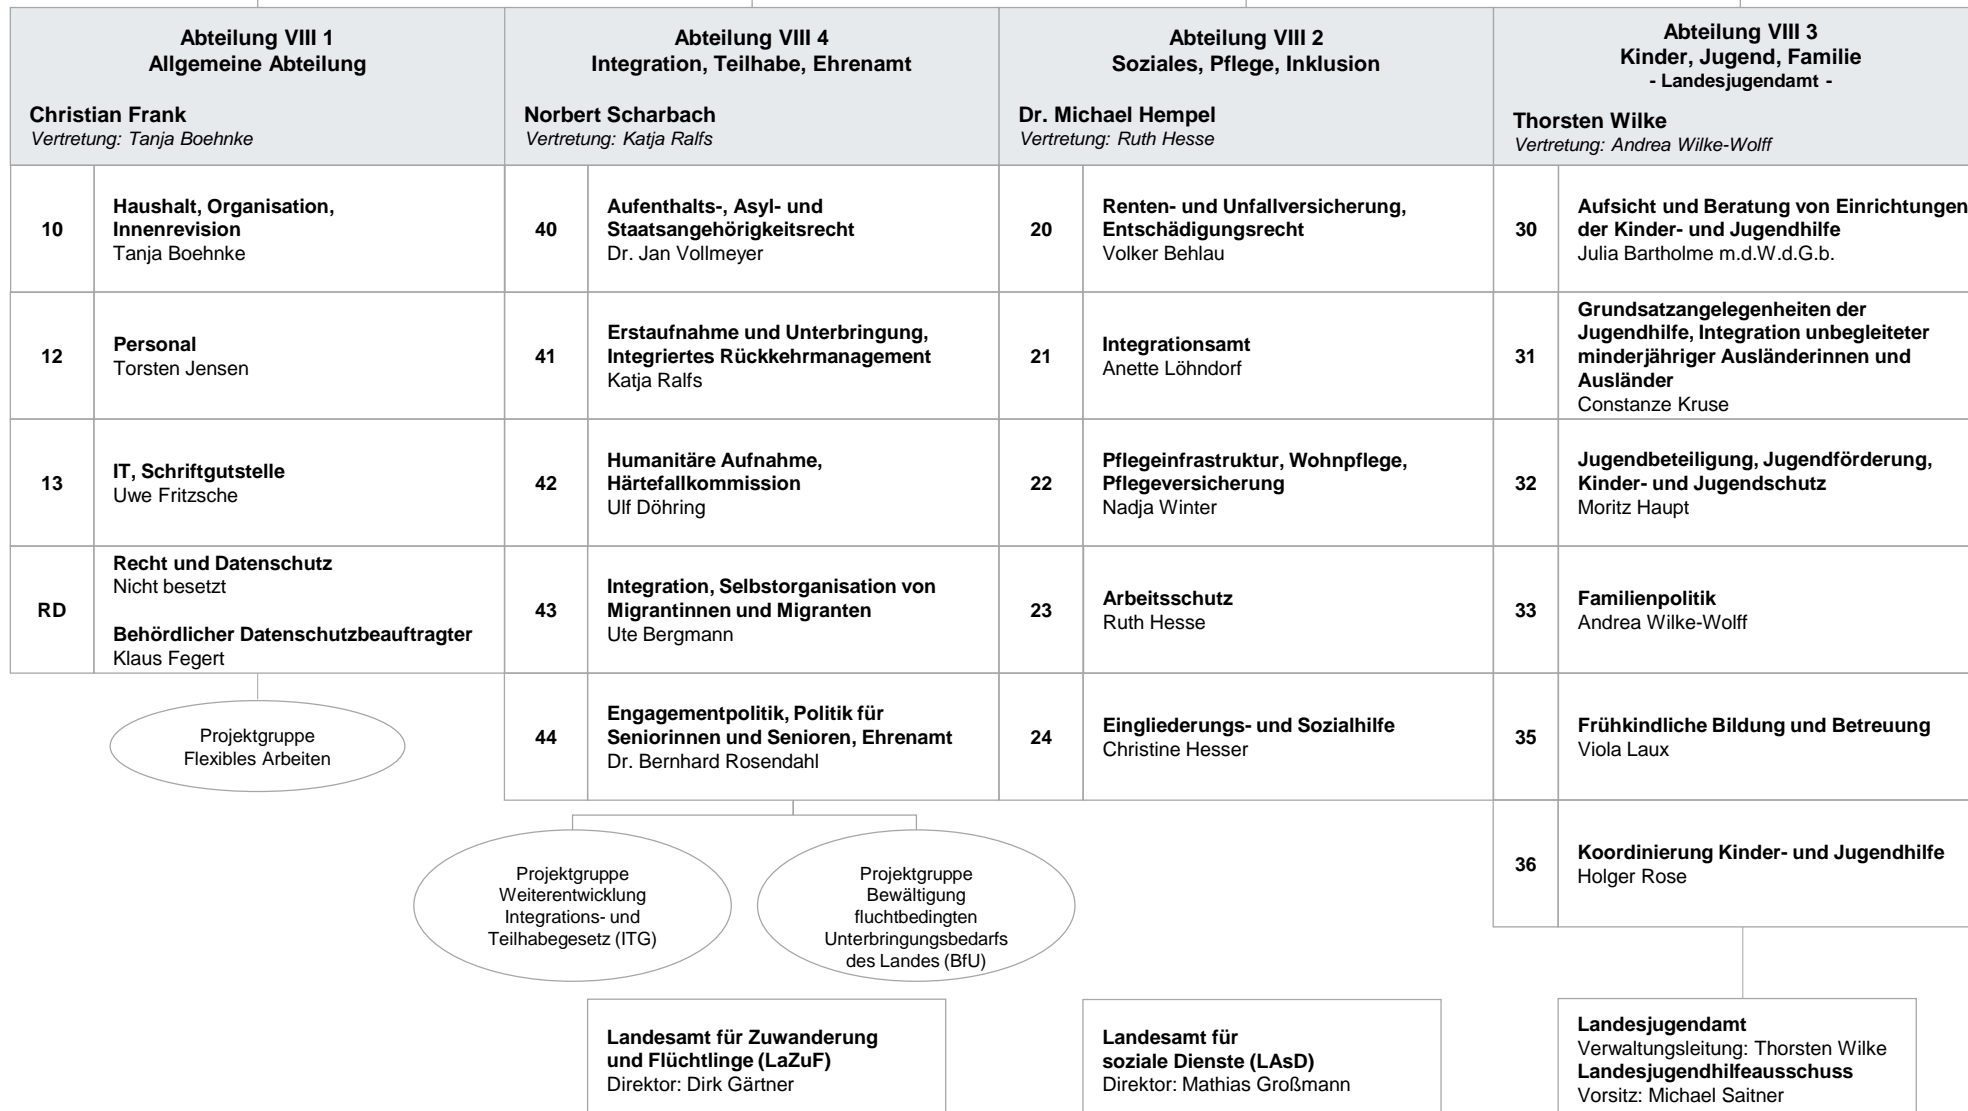 Abteilung VIII 1
Allgemeine Abteilung
Christian Frank
Vertretung: Tanja Boehnke
10
Haushalt, Organisation,
Innenrevision
Tanja Boehnke
12
Personal
Torsten Jensen
13
IT, Schriftgutstelle
Uwe Fritzsche
RD
Recht und Datenschutz
Nicht besetzt
Behördlicher Datenschutzbeauftragter
Klaus Fegert
Projektgruppe
Flexibles Arbeiten
Abteilung VIII 4
Integration, Teilhabe, Ehrenamt
Norbert Scharbach
Vertretung: Katja Ralfs
40
Aufenthalts-, Asyl- und
Staatsangehörigkeitsrecht
Dr. Jan Vollmeyer
41
Erstaufnahme und Unterbringung,
Integriertes Rückkehrmanagement
Katja Ralfs
42
Humanitäre Aufnahme,
Härtefallkommission
Ulf Döhring
43
Integration, Selbstorganisation von
Migrantinnen und Migranten
Ute Bergmann
44
Engagementpolitik, Politik für
Seniorinnen und Senioren, Ehrenamt
Dr. Bernhard Rosendahl
Projektgruppe
Weiterentwicklung
Integrations- und
Teilhabegesetz (ITG)
Projektgruppe
Bewältigung
fluchtbedingten
Unterbringungsbedarfs
des Landes (BfU)
Landesamt für Zuwanderung
und Flüchtlinge (LaZuF)
Direktor: Dirk Gärtner
Abteilung VIII 2
Soziales, Pflege, Inklusion
Dr. Michael Hempel
Vertretung: Ruth Hesse
20
Renten- und Unfallversicherung,
Entschädigungsrecht
Volker Behlau
21
Integrationsamt
Anette Löhndorf
22
Pflegeinfrastruktur, Wohnpflege,
Pflegeversicherung
Nadja Winter
23
Arbeitsschutz
Ruth Hesse
24
Eingliederungs- und Sozialhilfe
Christine Hesser
Landesamt für
soziale Dienste (LAsD)
Direktor: Mathias Großmann
Abteilung VIII 3
Kinder, Jugend, Familie
- Landesjugendamt -
Thorsten Wilke
Vertretung: Andrea Wilke-Wolff
30
Aufsicht und Beratung von Einrichtungen
der Kinder- und Jugendhilfe
Julia Bartholme m.d.W.d.G.b.
31
Grundsatzangelegenheiten der
Jugendhilfe, Integration unbegleiteter
minderjähriger Ausländerinnen und
Ausländer
Constanze Kruse
32
Jugendbeteiligung, Jugendförderung,
Kinder- und Jugendschutz
Moritz Haupt
33
Familienpolitik
Andrea Wilke-Wolff
35
Frühkindliche Bildung und Betreuung
Viola Laux
36
Koordinierung Kinder- und Jugendhilfe
Holger Rose
Landesjugendamt
Verwaltungsleitung: Thorsten Wilke
Landesjugendhilfeausschuss
Vorsitz: Michael Saitner